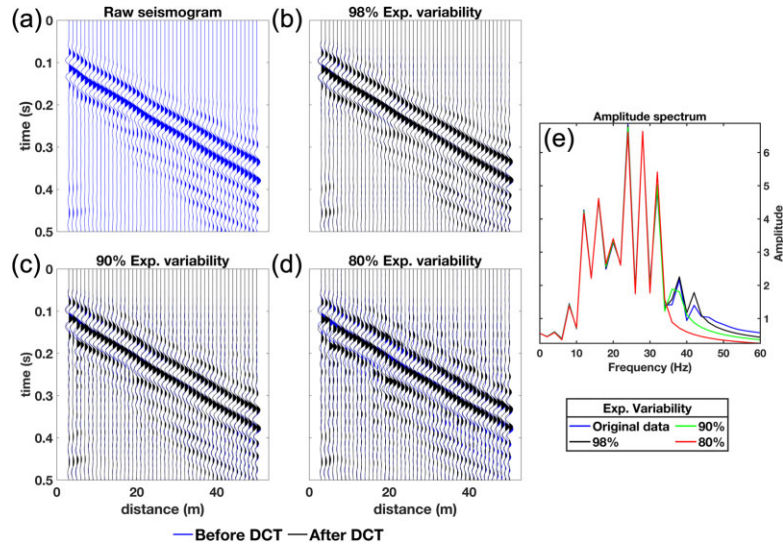 (a) Raw seismogram
0
0.1
0.2
0.3
0.4
0.5
time (s)
(b) 98% Exp. variability
(c) 90% Exp. variability
0
0.1
0.2
0.3
0.4
0.5
time (s)
0 20 40
distance (m)
(d) 80% Exp. variability
0 20 40
distance (m)
Before DCT After DCT
(e) Amplitude spectrum
6
5
4
3
2
1
Amplitude
0 10 20 30 40 50 60
Frequency (Hz)
Exp. Variability
Original data 90%
98% 80%